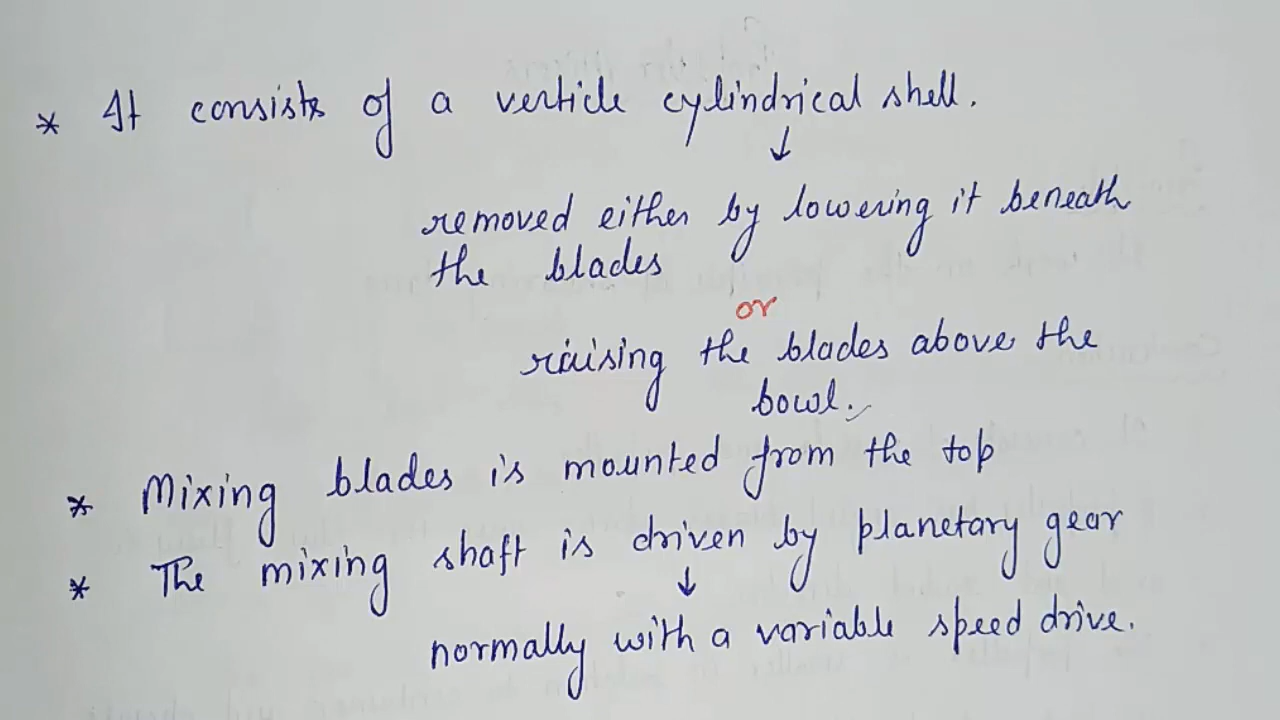 * It consists of a verticle cylindrical shell.
↓
removed either by lowering it beneath
the blades
or
raising the blades above the
bowl.
* Mixing blades is mounted from the top
* The mixing shaft is driven by planetary gear
↓
normally with a variable speed drive.